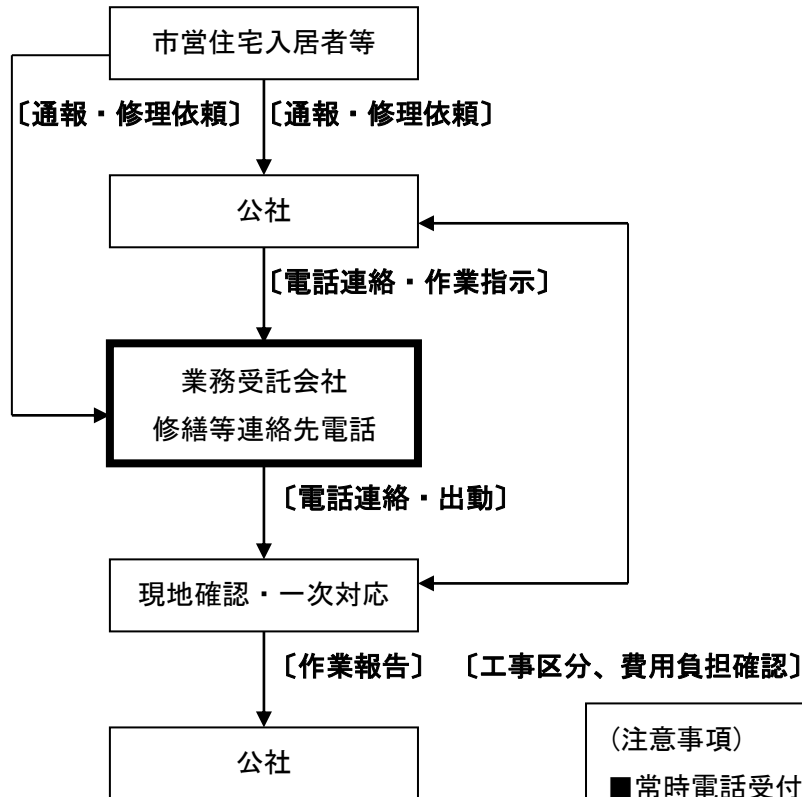 市営住宅入居者等
〔通報・修理依頼〕 〔通報・修理依頼〕
公社
〔電話連絡・作業指示〕
業務受託会社
修繕等連絡先電話
〔電話連絡・出動〕
現地確認・一次対応
〔作業報告〕 〔工事区分、費用負担確認〕
公社
(注意事項)
■常時電話受付